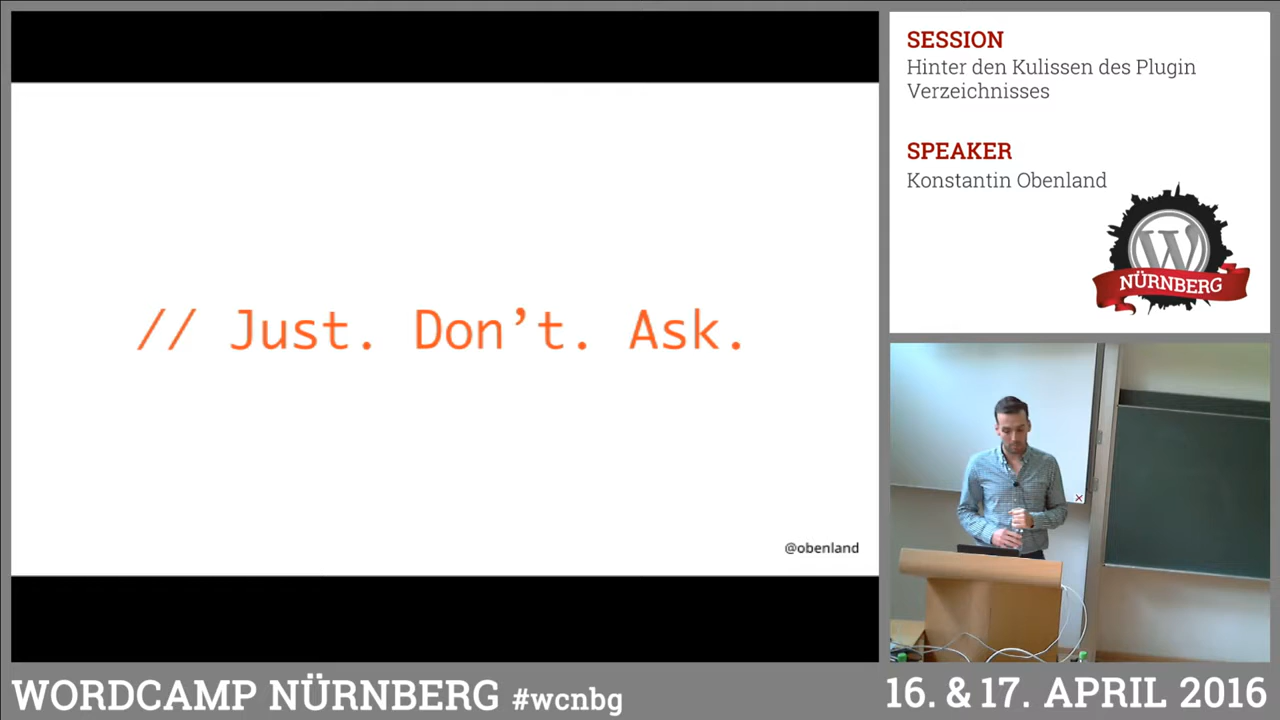 // Just. Don’t. Ask.
@obenland
SESSION
Hinter den Kulissen des Plugin
Verzeichnisses
SPEAKER
Konstantin Obenland
W
NÜRNBERG
WORDCAMP NÜRNBERG #wcnbg
16. & 17. APRIL 2016